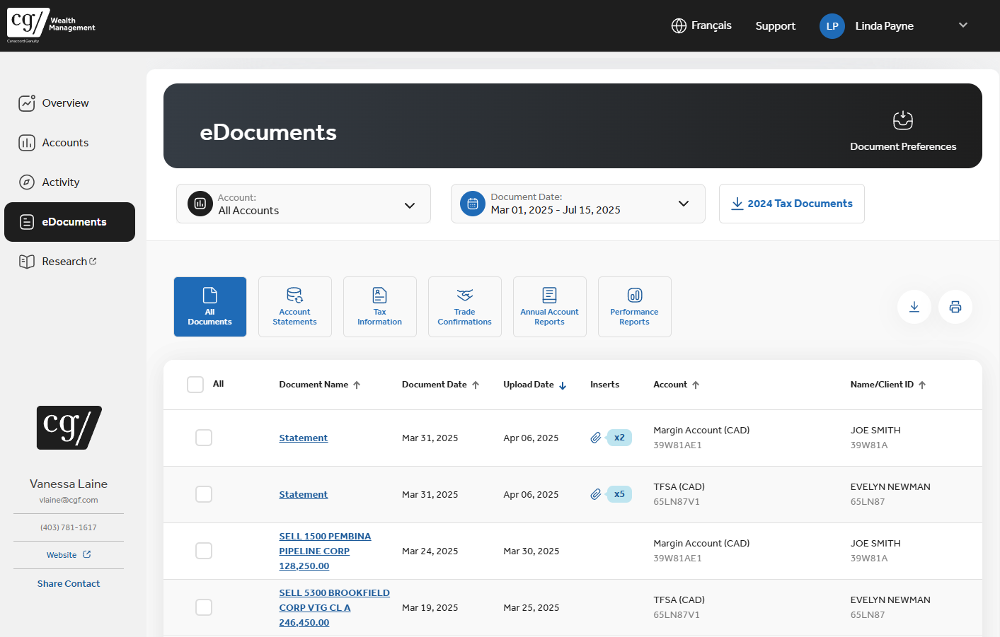 cg/ Wealth Management
Canaccord Genuity
Français
Support
LP
Linda Payne
Overview
Accounts
Activity
eDocuments
Research
cg/
Vanessa Laine
vlaine@cgf.com
(403) 781-1617
Website
Share Contact
eDocuments
Document Preferences
Account:
All Accounts
Document Date:
Mar 01, 2025 - Jul 15, 2025
2024 Tax Documents
All
Documents
Account
Statements
Tax
Information
Trade
Confirmations
Annual Account
Reports
Performance
Reports
All
Document Name
Document Date
Upload Date
Inserts
Account
Name/Client ID
Statement
Mar 31, 2025
Apr 06, 2025
x2
Margin Account (CAD)
39W81AE1
JOE SMITH
39W81A
Statement
Mar 31, 2025
Apr 06, 2025
x5
TFSA (CAD)
65LN87V1
EVELYN NEWMAN
65LN87
SELL 1500 PEMBINA
PIPELINE CORP
128,250.00
Mar 24, 2025
Mar 30, 2025
Margin Account (CAD)
39W81AE1
JOE SMITH
39W81A
SELL 5300 BROOKFIELD
CORP VTG CL A
246,450.00
Mar 19, 2025
Mar 25, 2025
TFSA (CAD)
65LN87V1
EVELYN NEWMAN
65LN87